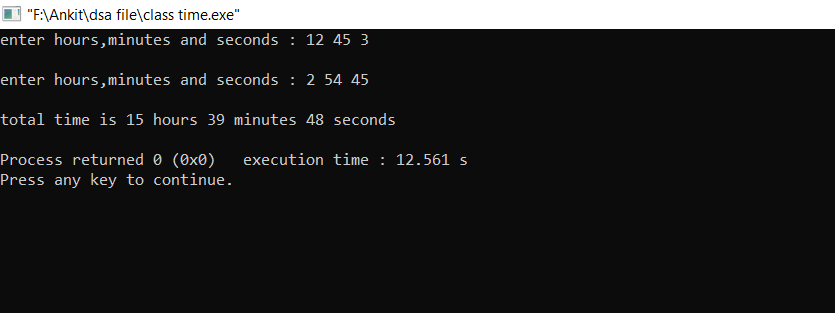 "F:\Ankit\dsa file\class time.exe"
enter hours,minutes and seconds : 12 45 3
enter hours,minutes and seconds : 2 54 45
total time is 15 hours 39 minutes 48 seconds
Process returned 0 (0x0)   execution time : 12.561 s
Press any key to continue.